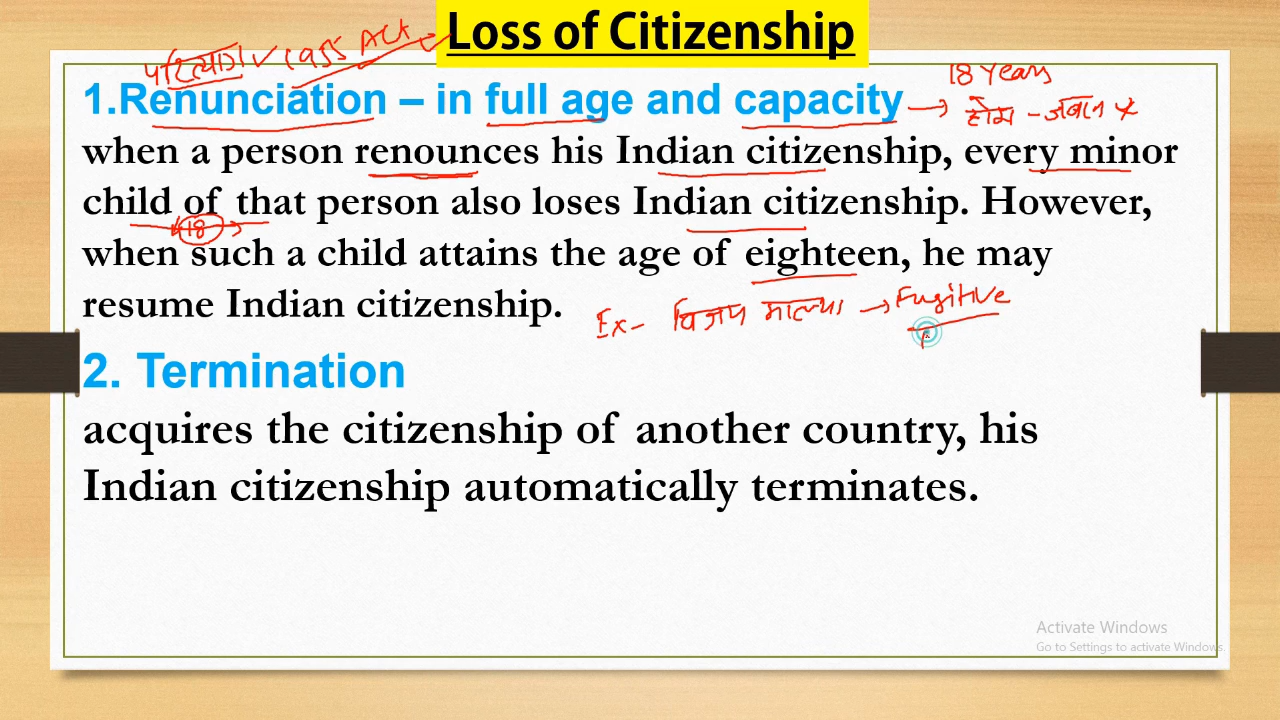 Loss of Citizenship
परित्याग ✓ 1955 ACT
18 Years
1.Renunciation – in full age and capacity → होश - हवास
when a person renounces his Indian citizenship, every minor
child of that person also loses Indian citizenship. However,
18
when such a child attains the age of eighteen, he may
resume Indian citizenship.
Ex- विजय माल्या → Fugitive
2. Termination
acquires the citizenship of another country, his
Indian citizenship automatically terminates.
Activate Windows
Go to Settings to activate Windows.